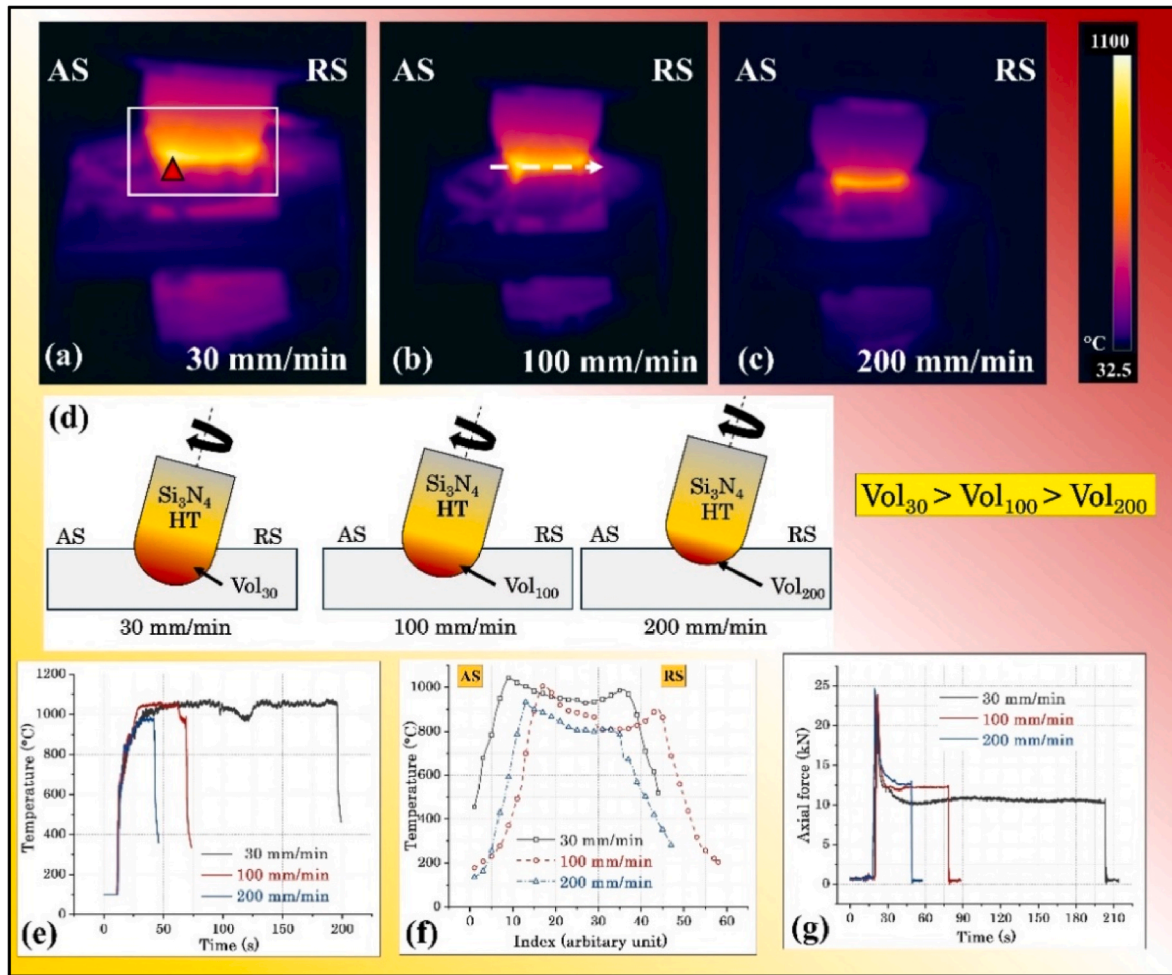 AS RS
(a) 30 mm/min
AS RS
(b) 100 mm/min
AS RS
(c) 200 mm/min
1100
°C
32.5
(d)
Si₃N₄
HT
AS RS
Vol₃₀
30 mm/min
Si₃N₄
HT
AS RS
Vol₁₀₀
100 mm/min
Si₃N₄
HT
AS RS
Vol₂₀₀
200 mm/min
Vol₃₀ > Vol₁₀₀ > Vol₂₀₀
1200
1000
800
600
400
200
0
Temperature (°C)
30 mm/min
100 mm/min
200 mm/min
0 50 100 150 200
Time (s)
(e)
AS RS
1000
800
600
400
200
0
Temperature (°C)
30 mm/min
100 mm/min
200 mm/min
0 10 20 30 40 50 60
Index (arbitary unit)
(f)
25
20
15
10
5
0
Axial force (kN)
30 mm/min
100 mm/min
200 mm/min
0 30 60 90 120 150 180 210
Time (s)
(g)